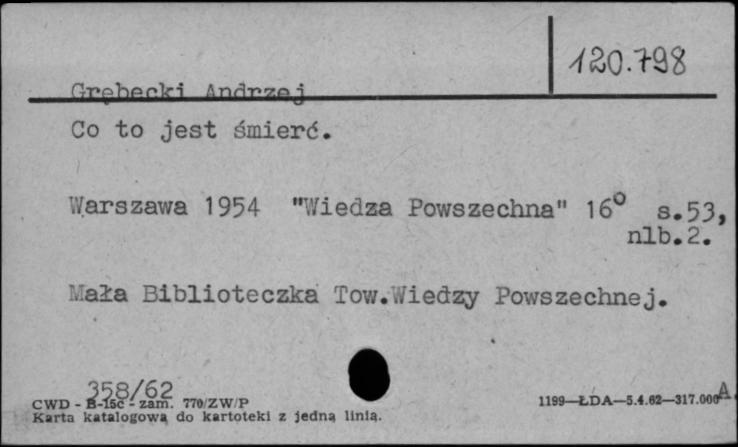 120.798
Grębecki Andrzej
Co to jest śmierć.
Warszawa 1954 "Wiedza Powszechna" 16° s.53,
nlb.2.
Mała Biblioteczka Tow.Wiedzy Powszechnej.
358/62
CWD - B-15c - zam. 770/ZW/P
1199—ŁDA—5.4.62—317.000 A.
Karta katalogowa do kartoteki z jedną linią.